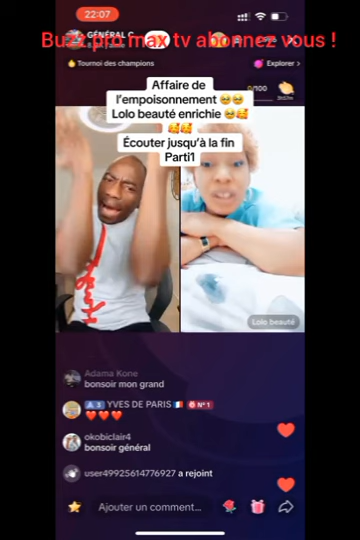 22:07
Buzz pro max tv abonnez vous !
GÉNÉRAL C
Tournoi des champions
Explorer >
Affaire de
l'empoisonnement 🥹🥹
Lolo beauté enrichie 🥹🥰
🥰🥰
Écouter jusqu'à la fin
Parti1
/100
Lolo beauté
Adama Kone
bonsoir mon grand
A 3 YVES DE PARIS 🇫🇷 N° 1
❤️❤️❤️
okobiclair4
bonsoir général
user49925614776927 a rejoint
Ajouter un comment...